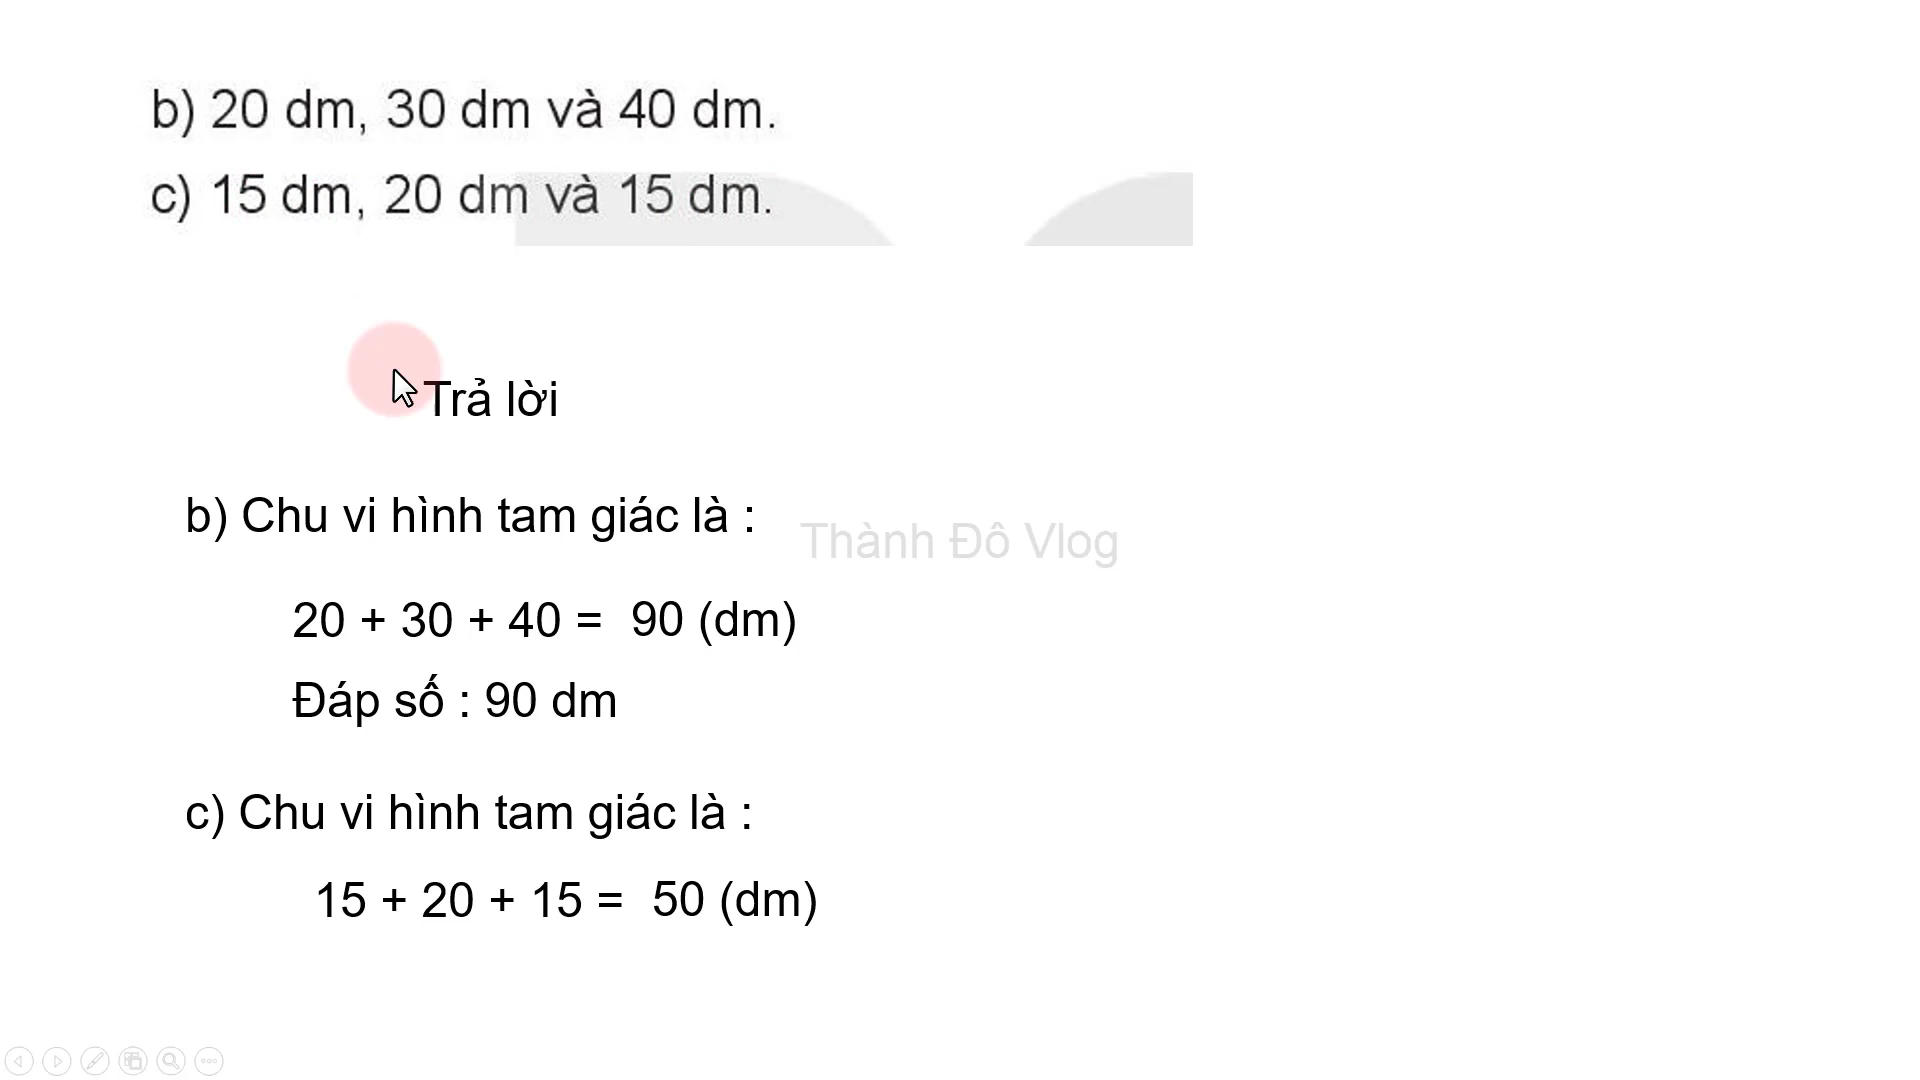 b) 20 dm, 30 dm và 40 dm.
c) 15 dm, 20 dm và 15 dm.
Trả lời
b) Chu vi hình tam giác là :
Thành Đô Vlog
20 + 30 + 40 = 90 (dm)
Đáp số : 90 dm
c) Chu vi hình tam giác là :
15 + 20 + 15 = 50 (dm)